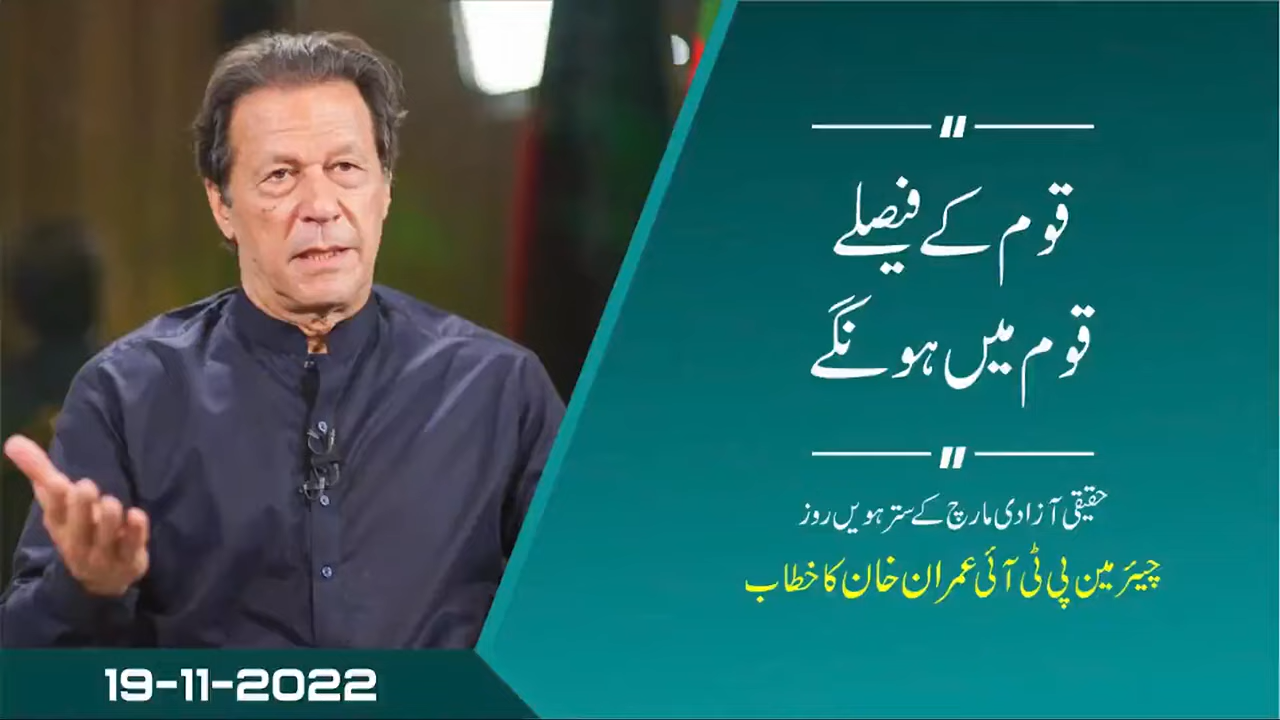 "
قوم کے فیصلے
قوم میں ہونگے
"
حقیقی آزادی مارچ کے سترہویں روز
چیئرمین پی ٹی آئی عمران خان کا خطاب
19-11-2022